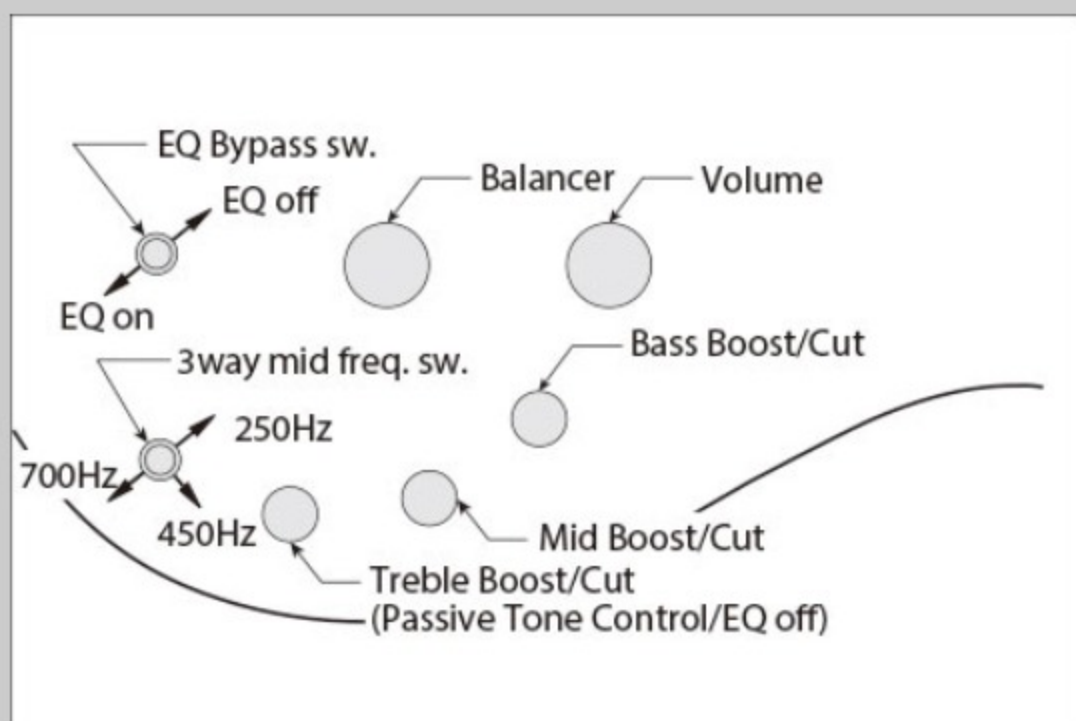 EQ Bypass sw.
EQ off
Balancer
Volume
EQ on
3way mid freq. sw.
Bass Boost/Cut
250Hz
700Hz
450Hz
Mid Boost/Cut
Treble Boost/Cut
(Passive Tone Control/EQ off)